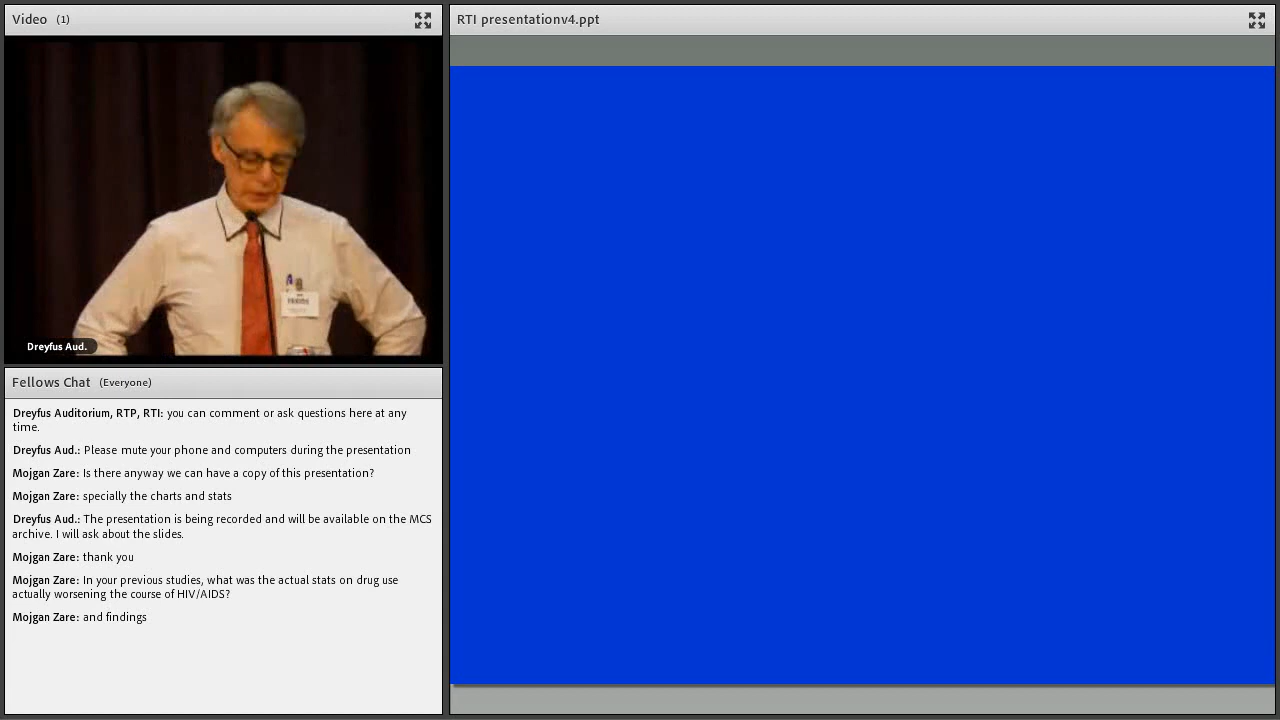 Video (1)
RTI presentationv4.ppt
Dreyfus Aud.
Fellows Chat (Everyone)
Dreyfus Auditorium, RTP, RTI: you can comment or ask questions here at any
time.
Dreyfus Aud.: Please mute your phone and computers during the presentation
Mojgan Zare: Is there anyway we can have a copy of this presentation?
Mojgan Zare: specially the charts and stats
Dreyfus Aud.: The presentation is being recorded and will be available on the MCS
archive. I will ask about the slides.
Mojgan Zare: thank you
Mojgan Zare: In your previous studies, what was the actual stats on drug use
actually worsening the course of HIV/AIDS?
Mojgan Zare: and findings